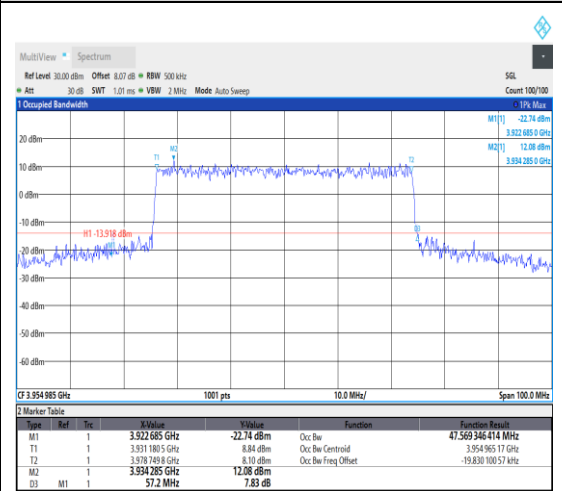 MultiView Spectrum
Ref Level 30.00 dBm Offset 8.07 dB RBW 500 kHz SGL
Att 30 dB SWT 1.01 ms VBW 2 MHz Mode Auto Sweep Count 100/100
1 Occupied Bandwidth 1Pk Max
M1[1] -22.74 dBm
3.922 685 0 GHz
M2[1] 12.08 dBm
3.934 285 0 GHz
20 dBm
M2
T1
T2
10 dBm
0 dBm
-10 dBm
D3
H1 -13.918 dBm
M1
-20 dBm
-30 dBm
-40 dBm
-50 dBm
-60 dBm
CF 3.954 985 GHz 1001 pts 10.0 MHz/ Span 100.0 MHz
2 Marker Table
Type Ref Trc X-Value Y-Value Function Function Result
M1 1 3.922 685 GHz -22.74 dBm Occ Bw 47.569 346 414 MHz
T1 1 3.931 180 5 GHz 8.84 dBm Occ Bw Centroid 3.954 965 17 GHz
T2 1 3.978 749 8 GHz 8.10 dBm Occ Bw Freq Offset -19.830 100 57 kHz
M2 1 3.934 285 GHz 12.08 dBm
D3 M1 1 57.2 MHz 7.83 dB